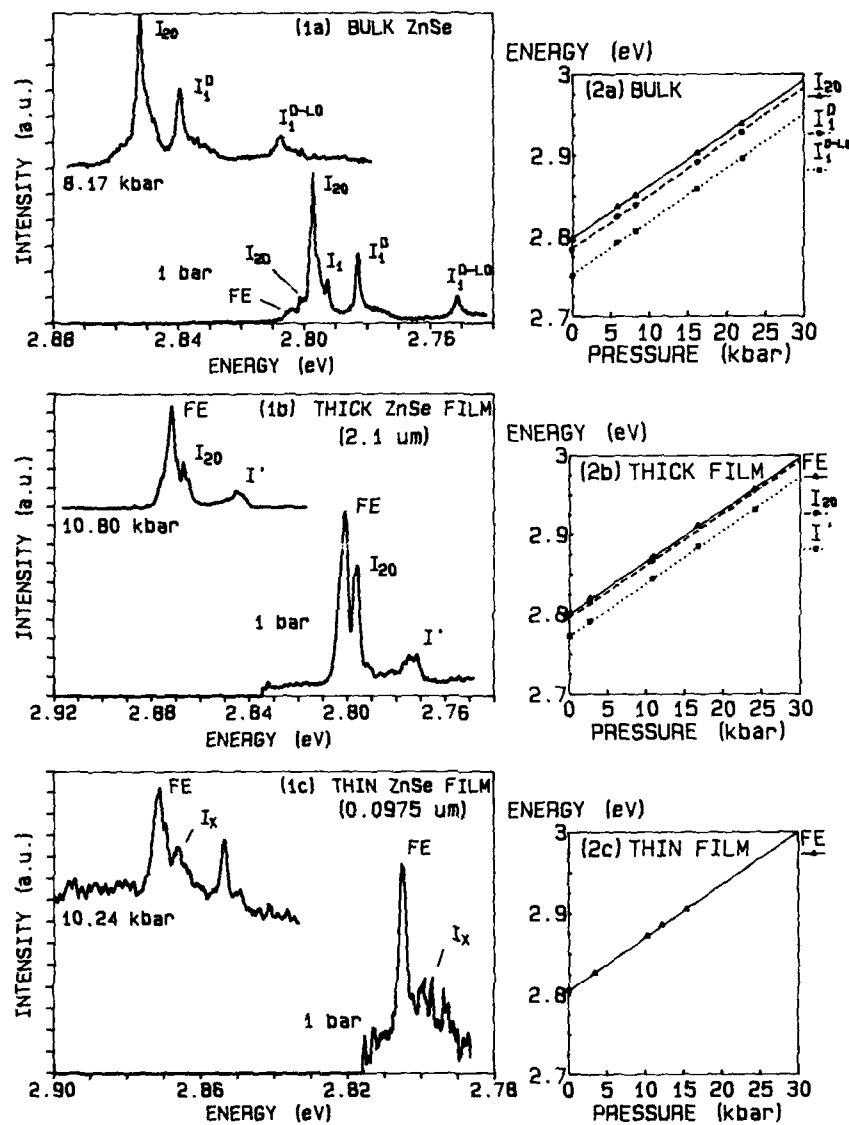 (1a) BULK ZnSe
INTENSITY (a.u.)
I20
I1^D
I1^D-LO
8.17 kbar
I20
I2D
I1
I1^D
I1^D-LO
FE
1 bar
2.88 2.84 2.80 2.76
ENERGY (eV)
ENERGY (eV)
(2a) BULK
3
2.9
2.8
2.7
I20
I1^D
I1^D-LO
0 5 10 15 20 25 30
PRESSURE (kbar)
(1b) THICK ZnSe FILM
(2.1 um)
INTENSITY (a.u.)
FE
I20
I'
10.80 kbar
FE
I20
I'
1 bar
2.92 2.88 2.84 2.80 2.76
ENERGY (eV)
ENERGY (eV)
(2b) THICK FILM
3
2.9
2.8
2.7
FE
I20
I'
0 5 10 15 20 25 30
PRESSURE (kbar)
(1c) THIN ZnSe FILM
(0.0975 um)
INTENSITY (a.u.)
FE
Ix
10.24 kbar
FE
Ix
1 bar
2.90 2.86 2.82 2.78
ENERGY (eV)
ENERGY (eV)
(2c) THIN FILM
3
2.9
2.8
2.7
FE
0 5 10 15 20 25 30
PRESSURE (kbar)